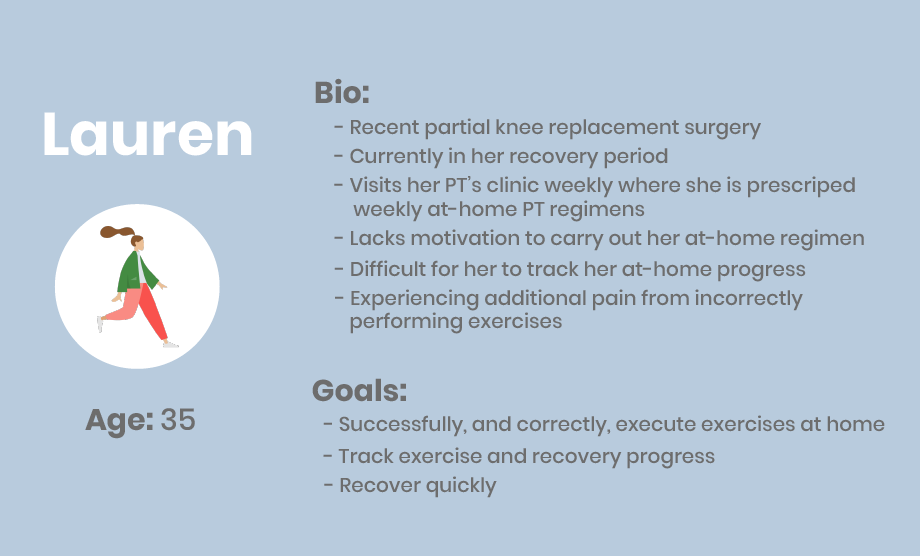 Lauren
Age: 35
Bio:
- Recent partial knee replacement surgery
- Currently in her recovery period
- Visits her PT's clinic weekly where she is prescriped
weekly at-home PT regimens
- Lacks motivation to carry out her at-home regimen
- Difficult for her to track her at-home progress
- Experiencing additional pain from incorrectly
performing exercises
Goals:
- Successfully, and correctly, execute exercises at home
- Track exercise and recovery progress
- Recover quickly